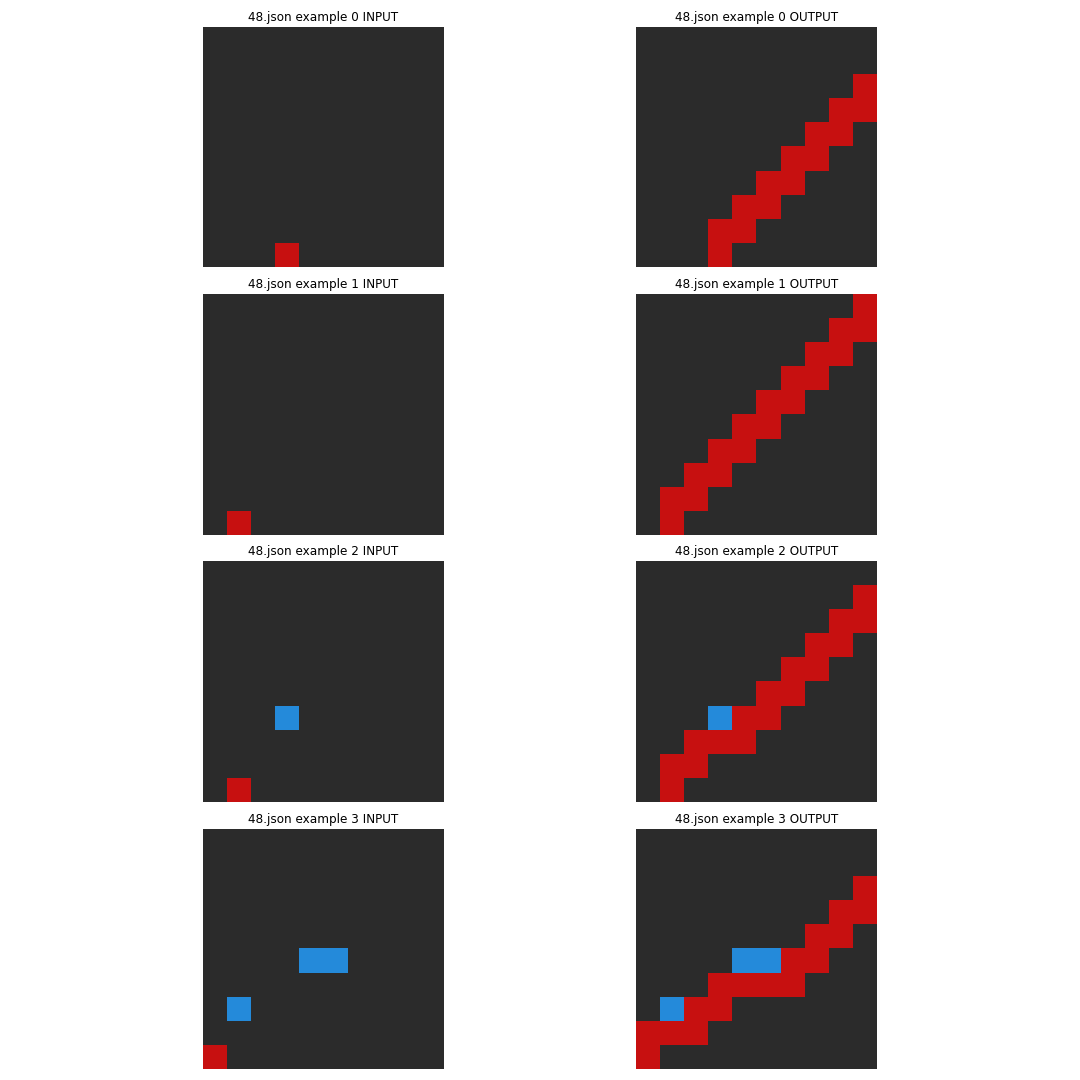 48.json example 0 INPUT
48.json example 0 OUTPUT
48.json example 1 INPUT
48.json example 1 OUTPUT
48.json example 2 INPUT
48.json example 2 OUTPUT
48.json example 3 INPUT
48.json example 3 OUTPUT